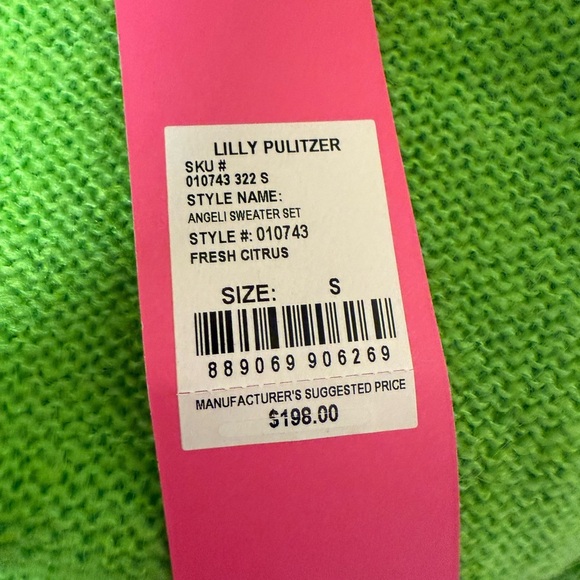 LILLY PULITZER
SKU #
010743 322 S
STYLE NAME:
ANGELI SWEATER SET
STYLE #: 010743
FRESH CITRUS
SIZE: S
889069 906269
MANUFACTURER'S SUGGESTED PRICE
$198.00